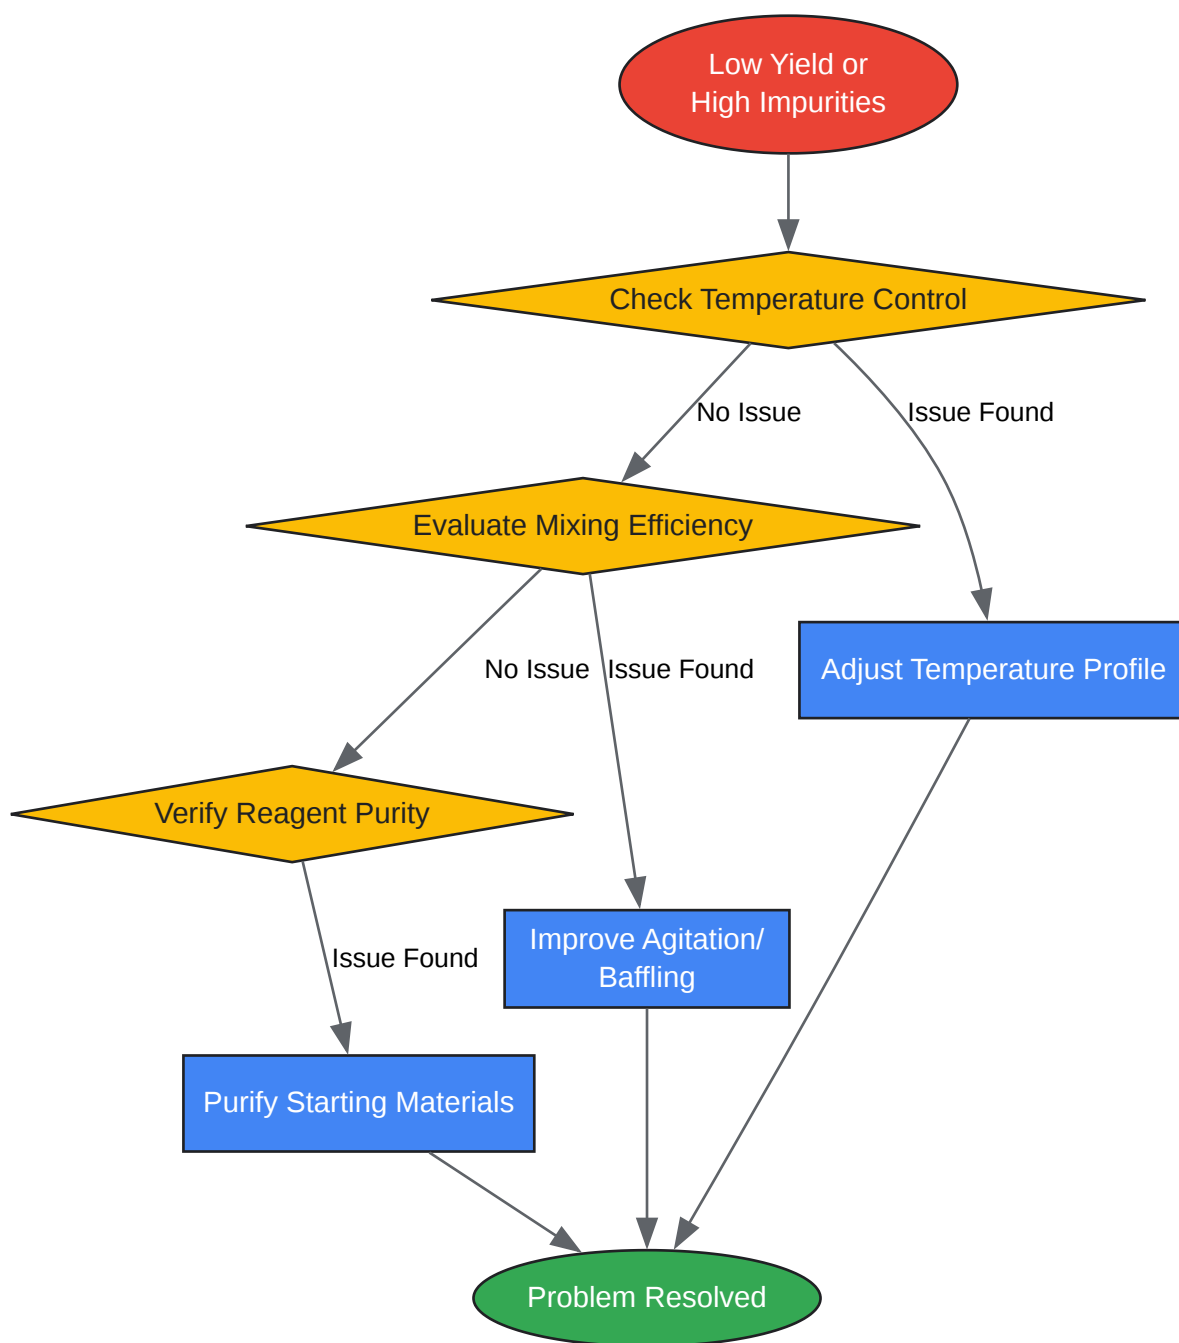 Low Yield or
High Impurities
Check Temperature Control
No Issue
Issue Found
Evaluate Mixing Efficiency
No Issue
Issue Found
Adjust Temperature Profile
Verify Reagent Purity
Issue Found
Improve Agitation/
Baffling
Purify Starting Materials
Problem Resolved